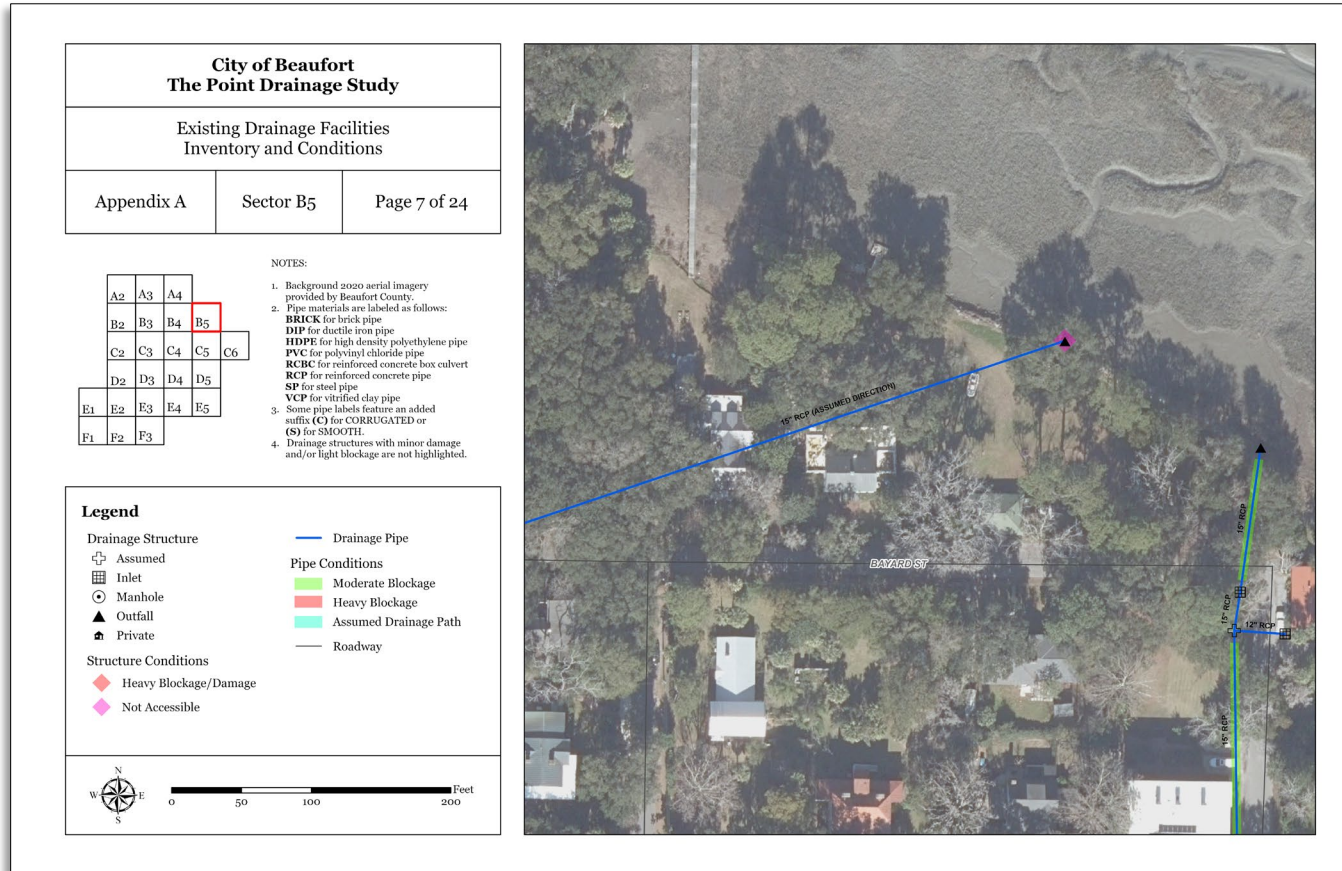 City of Beaufort
The Point Drainage Study
Existing Drainage Facilities
Inventory and Conditions
Appendix A
Sector B5
Page 7 of 24
A2 A3 A4
B2 B3 B4 B5
C2 C3 C4 C5 C6
D2 D3 D4 D5
E1 E2 E3 E4 E5
F1 F2 F3
NOTES:
1. Background 2020 aerial imagery
provided by Beaufort County.
2. Pipe materials are labeled as follows:
BRICK for brick pipe
DIP for ductile iron pipe
HDPE for high density polyethylene pipe
PVC for polyvinyl chloride pipe
RCBC for reinforced concrete box culvert
RCP for reinforced concrete pipe
SP for steel pipe
VCP for vitrified clay pipe
3. Some pipe labels feature an added
suffix (C) for CORRUGATED or
(S) for SMOOTH.
4. Drainage structures with minor damage
and/or light blockage are not highlighted.
Legend
Drainage Structure
Assumed
Inlet
Manhole
Outfall
Private
Structure Conditions
Heavy Blockage/Damage
Not Accessible
Drainage Pipe
Pipe Conditions
Moderate Blockage
Heavy Blockage
Assumed Drainage Path
Roadway
N
W E
S
0 50 100 200
Feet
15" RCP (ASSUMED DIRECTION)
BAYARD ST
15" RCP
15" RCP
12" RCP
15" RCP